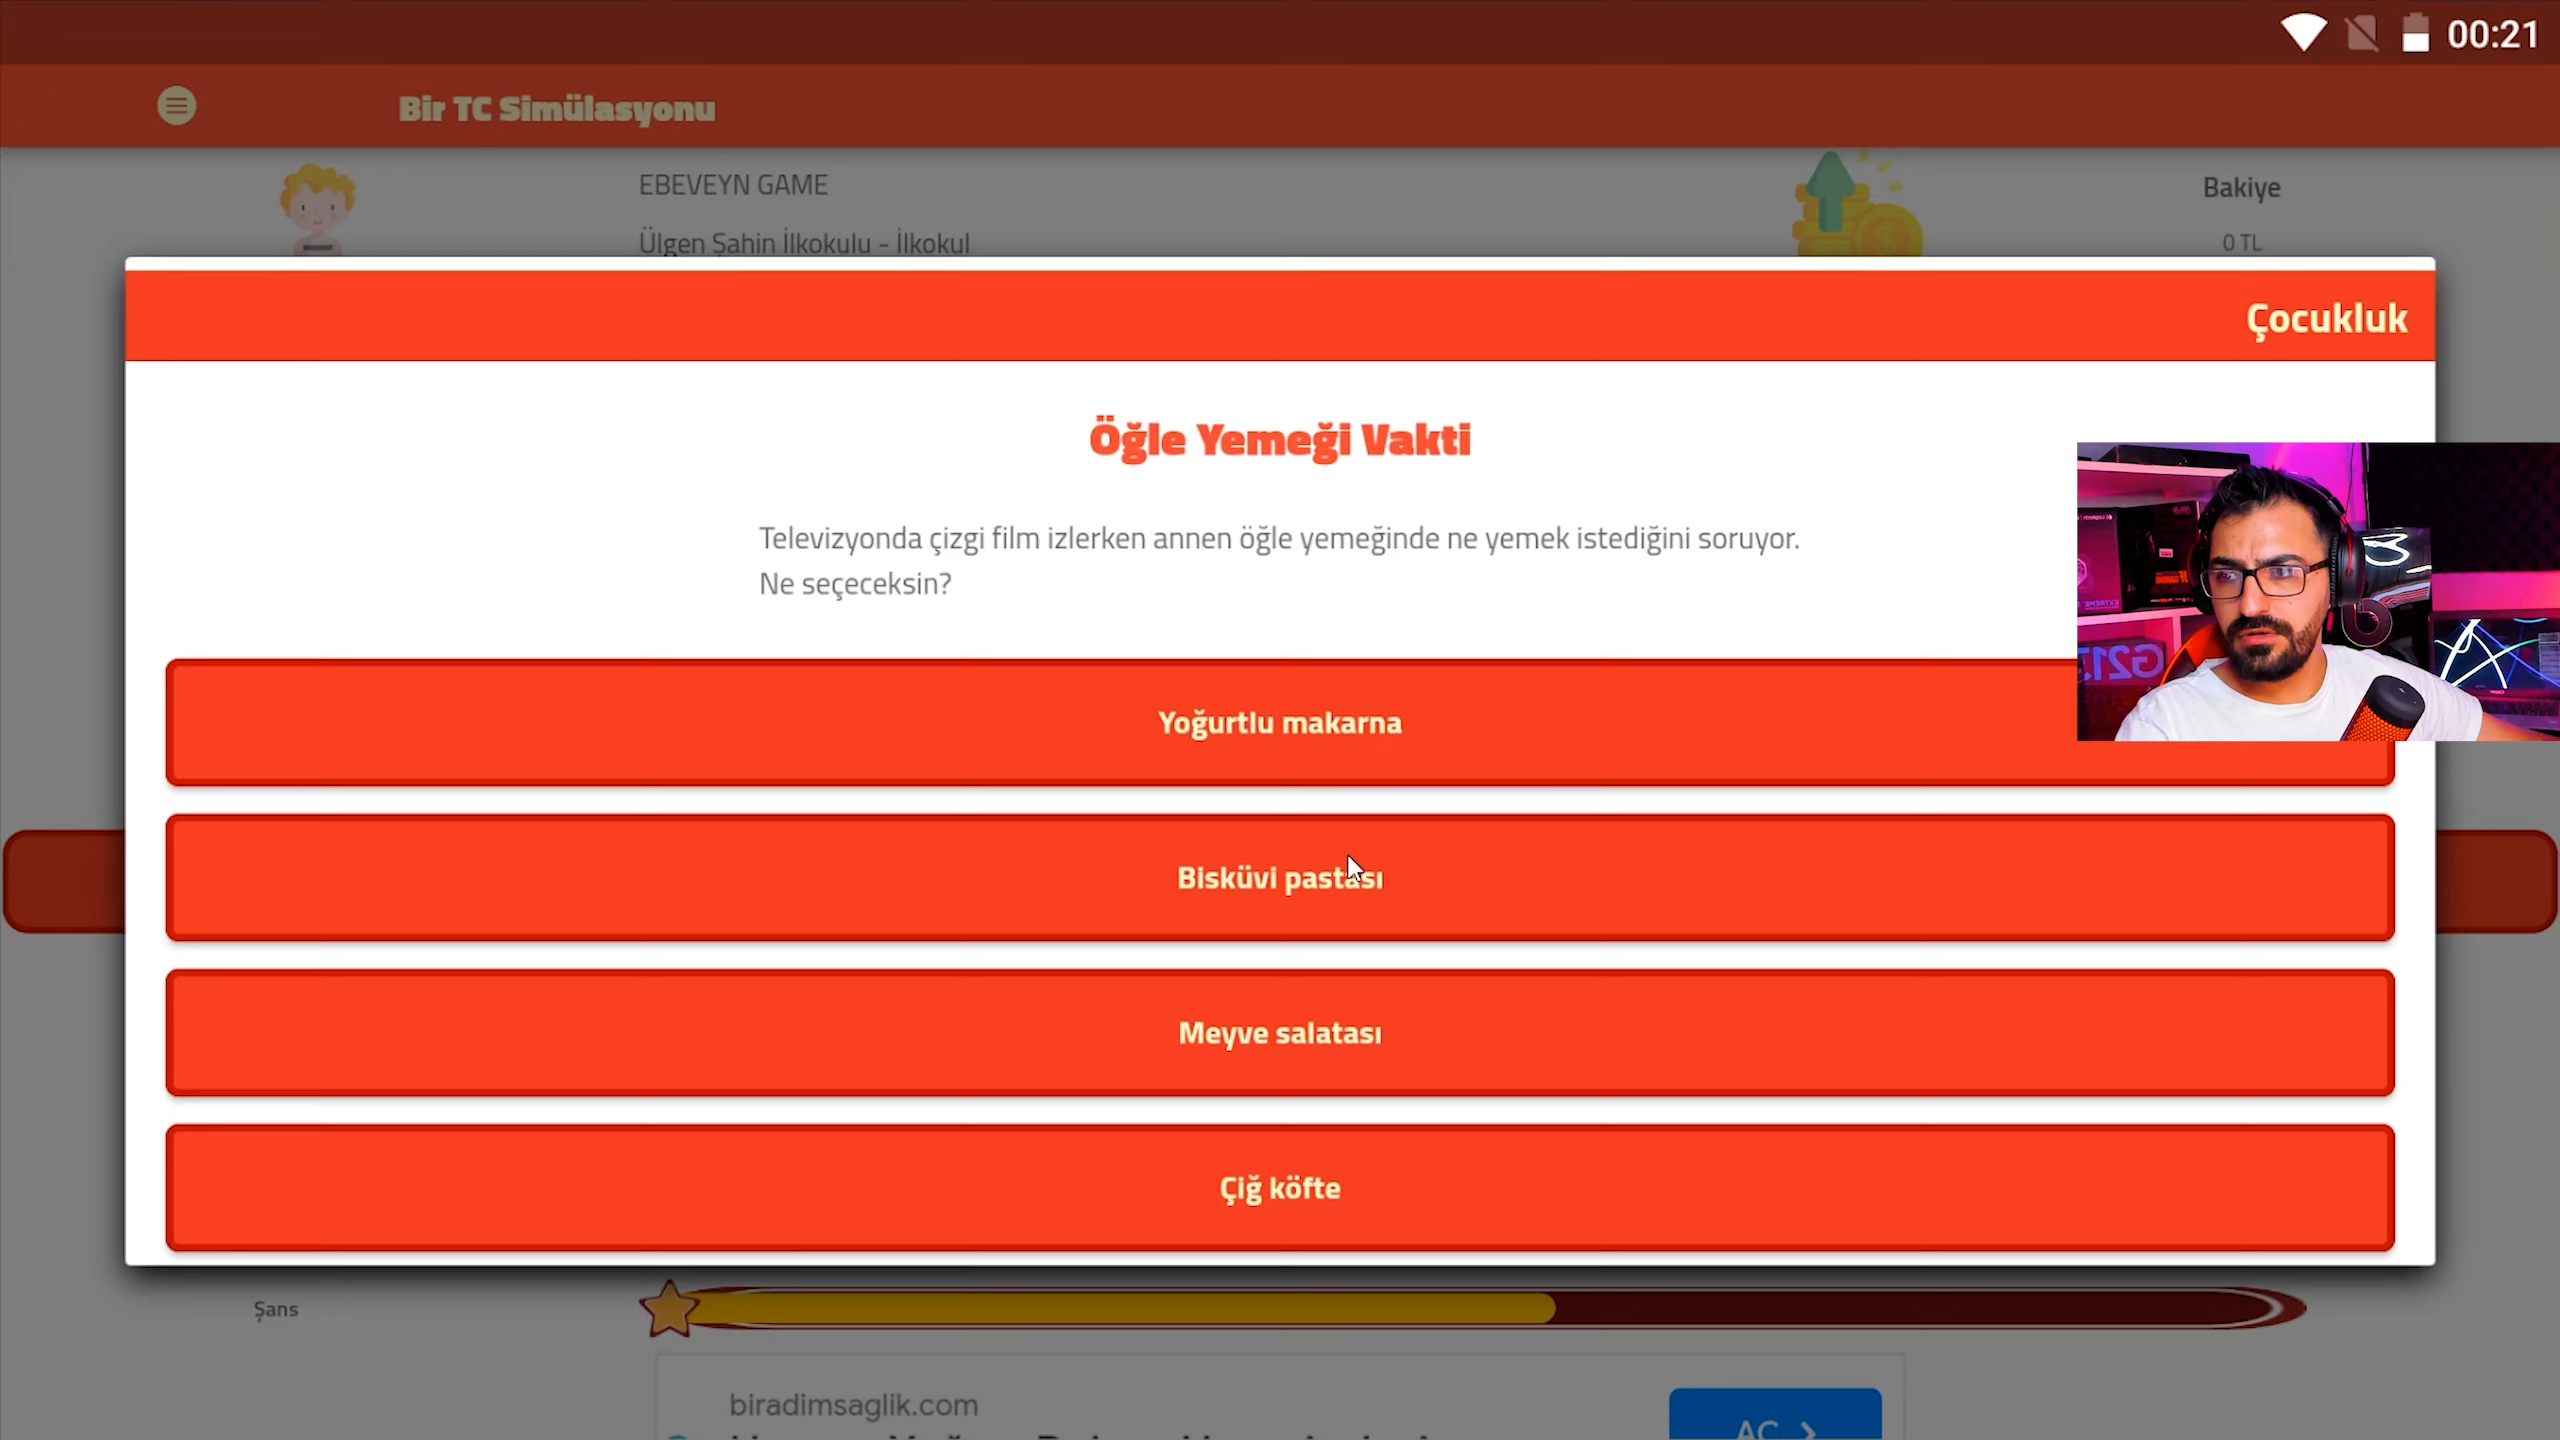 00:21
Bir TC Simülasyonu
EBEVEYN GAME
Bakiye
Ülgen Şahin İlkokulu - İlkokul
0 TL
Çocukluk
Öğle Yemeği Vakti
Televizyonda çizgi film izlerken annen öğle yemeğinde ne yemek istediğini soruyor.
Ne seçeceksin?
Yoğurtlu makarna
Bisküvi pastası
Meyve salatası
Çiğ köfte
Şans
biradimsaglik.com
AÇ